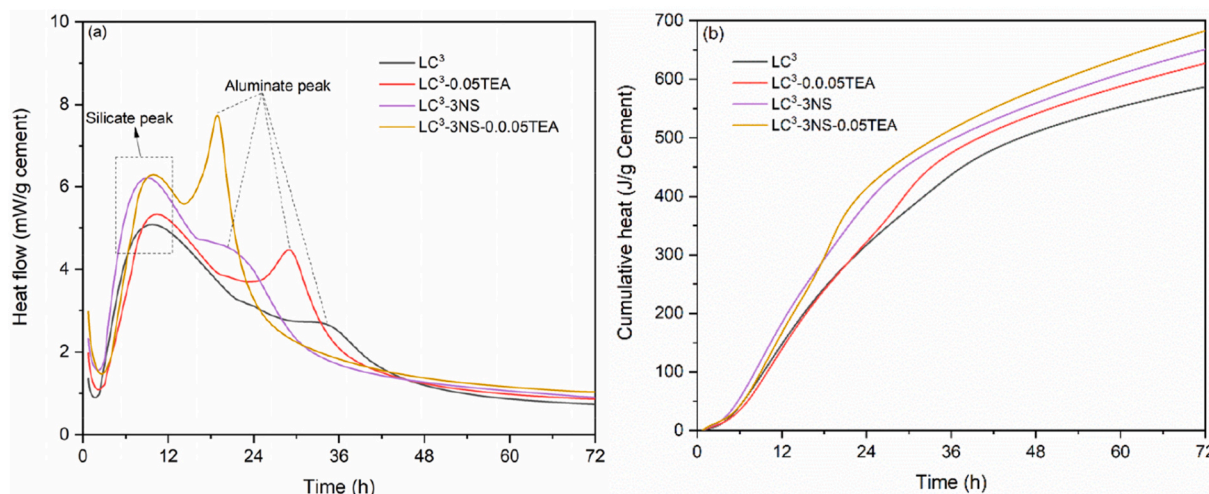 (a)
Heat flow (mW/g cement)
10
8
6
4
2
0
0 12 24 36 48 60 72
Time (h)
Silicate peak
Aluminate peak
LC³
LC³-0.05TEA
LC³-3NS
LC³-3NS-0.0.05TEA
(b)
Cumulative heat (J/g Cement)
700
600
500
400
300
200
100
0
0 12 24 36 48 60 72
Time (h)
LC³
LC³-0.0.05TEA
LC³-3NS
LC³-3NS-0.05TEA